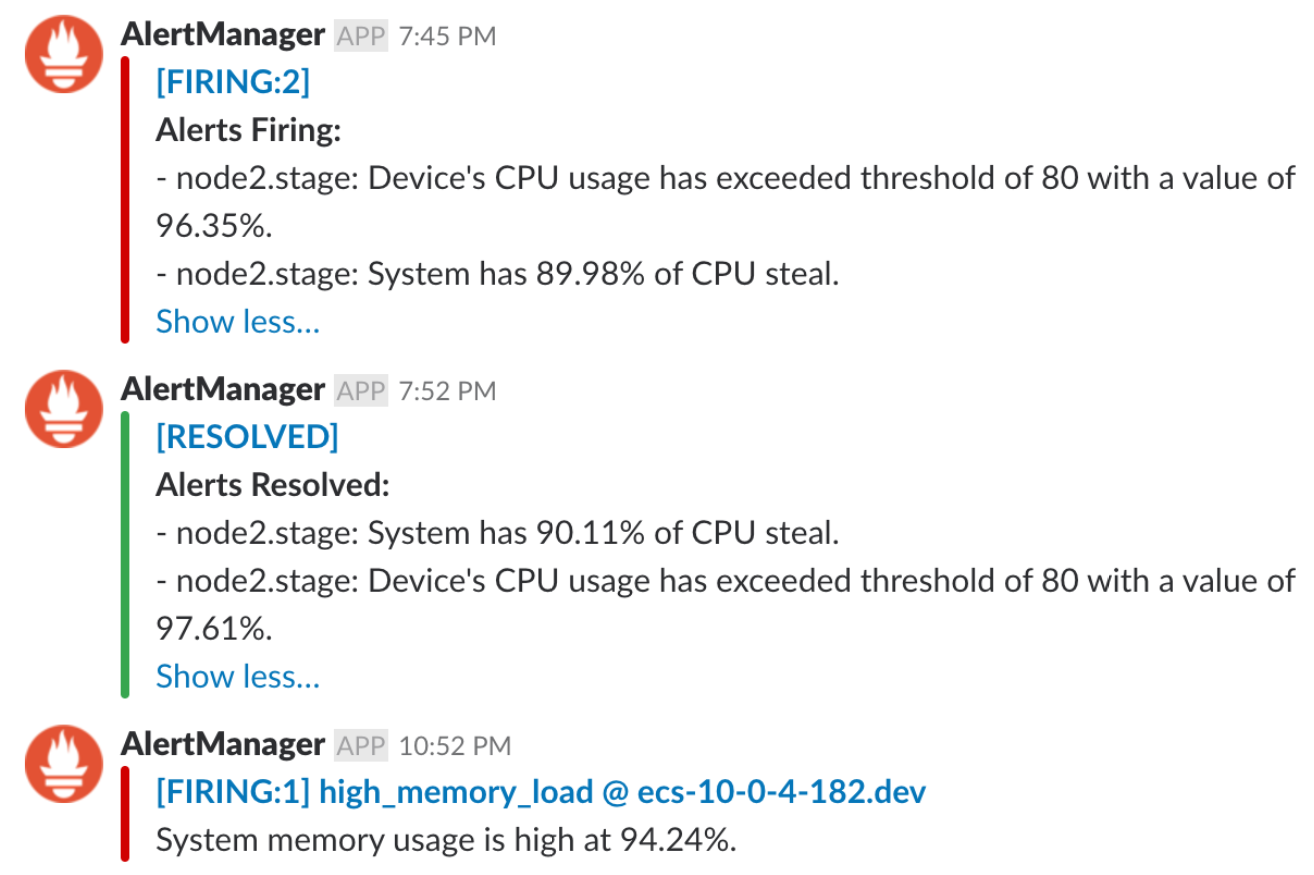 AlertManager APP 7:45 PM
[FIRING:2]
Alerts Firing:
- node2.stage: Device's CPU usage has exceeded threshold of 80 with a value of
96.35%.
- node2.stage: System has 89.98% of CPU steal.
Show less...
AlertManager APP 7:52 PM
[RESOLVED]
Alerts Resolved:
- node2.stage: System has 90.11% of CPU steal.
- node2.stage: Device's CPU usage has exceeded threshold of 80 with a value of
97.61%.
Show less...
AlertManager APP 10:52 PM
[FIRING:1] high_memory_load @ ecs-10-0-4-182.dev
System memory usage is high at 94.24%.